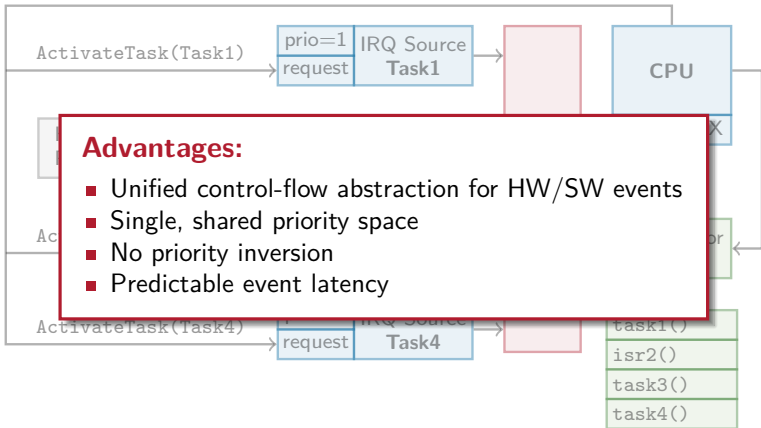 ActivateTask(Task1)
prio=1
request
IRQ Source
Task1
CPU
X
Advantages:
Unified control-flow abstraction for HW/SW events
Single, shared priority space
No priority inversion
Predictable event latency
or
ActivateTask(Task4)
request
IRQ Source
Task4
task1()
isr2()
task3()
task4()